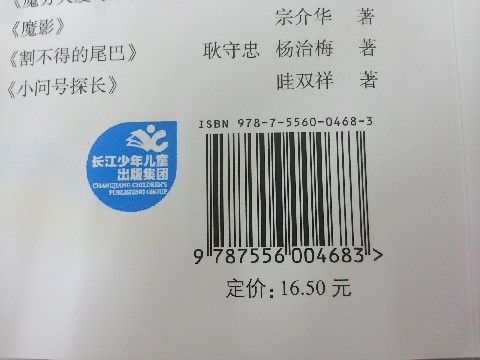 《魔影》 宗介华 著
《割不得的尾巴》 耿守忠 杨治梅 著
《小问号探长》 眭双祥 著
ISBN 978-7-5560-0468-3
长江少年儿童
出版集团
CHANGJIANG CHILDREN'S
PUBLISHING GROUP
9 787556 004683 >
定价：16.50 元